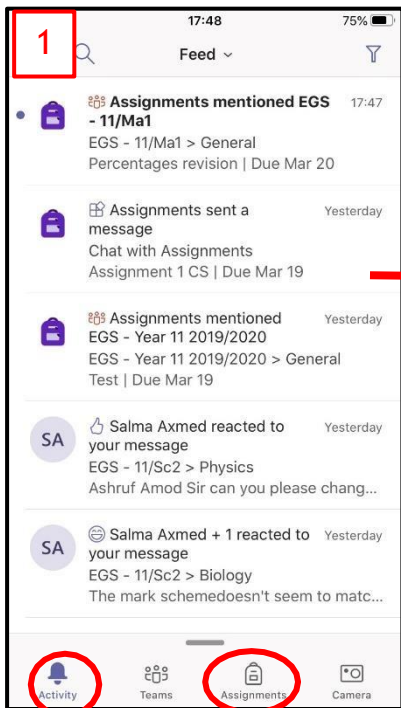 17:48 75%
1
Feed
Assignments mentioned EGS 17:47
- 11/Ma1
EGS - 11/Ma1 > General
Percentages revision | Due Mar 20
Assignments sent a Yesterday
message
Chat with Assignments
Assignment 1 CS | Due Mar 19
Assignments mentioned Yesterday
EGS - Year 11 2019/2020
EGS - Year 11 2019/2020 > General
Test | Due Mar 19
SA
Salma Axmed reacted to Yesterday
your message
EGS - 11/Sc2 > Physics
Ashruf Amod Sir can you please chang...
SA
Salma Axmed + 1 reacted to Yesterday
your message
EGS - 11/Sc2 > Biology
The mark schemedoesn't seem to matc...
Activity Teams Assignments Camera